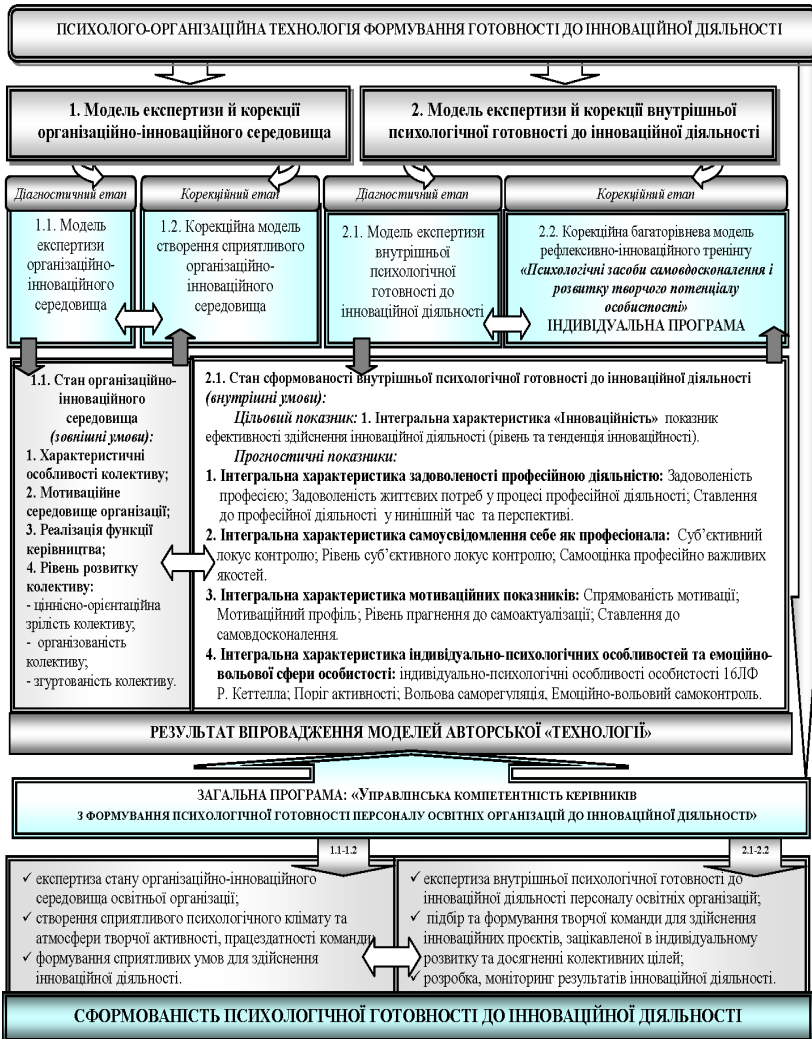 ПСИХОЛОГО-ОРГАНІЗАЦІЙНА ТЕХНОЛОГІЯ ФОРМУВАННЯ ГОТОВНОСТІ ДО ІННОВАЦІЙНОЇ ДІЯЛЬНОСТІ
1. Модель експертизи й корекції
організаційно-інноваційного середовища
2. Модель експертизи й корекції внутрішньої
психологічної готовності до інноваційної діяльності
Діагностичний етап
1.1. Модель
експертизи
організаційно-
інноваційного
середовища
Корекційний етап
1.2. Корекційна модель
створення сприятливого
організаційно-
інноваційного
середовища
Діагностичний етап
2.1. Модель експертизи
внутрішньої
психологічної
готовності до
інноваційної діяльності
Корекційний етап
2.2. Корекційна багаторівнева модель
рефлексивно-інноваційного тренінгу
«Психологічні засоби самовдосконалення і
розвитку творчого потенціалу
особистості»
ІНДИВІДУАЛЬНА ПРОГРАМА
1.1. Стан організаційно-
інноваційного
середовища
(зовнішні умови):
1. Характеристичні
особливості колективу;
2. Мотиваційне
середовище організації;
3. Реалізація функції
керівництва;
4. Рівень розвитку
колективу:
- ціннісно-орієнтаційна
зрілість колективу;
- організованість
колективу;
- згуртованість колективу.
2.1. Стан сформованості внутрішньої психологічної готовності до інноваційної діяльності
(внутрішні умови):
Цільовий показник: 1. Інтегральна характеристика «Інноваційність» показник
ефективності здійснення інноваційної діяльності (рівень та тенденція інноваційності).
Прогностичні показники:
1. Інтегральна характеристика задоволеності професійною діяльністю: Задоволеність
професією; Задоволеність життєвих потреб у процесі професійної діяльності; Ставлення
до професійної діяльності у нинішній час та перспективі.
2. Інтегральна характеристика самоусвідомлення себе як професіонала: Суб’єктивний
локус контролю; Рівень суб’єктивного локус контролю; Самооцінка професійно важливих
якостей.
3. Інтегральна характеристика мотиваційних показників: Спрямованість мотивації;
Мотиваційний профіль; Рівень прагнення до самоактуалізації; Ставлення до
самовдосконалення.
4. Інтегральна характеристика індивідуально-психологічних особливостей та емоційно-
вольової сфери особистості: індивідуально-психологічні особливості особистості 16ЛФ
Р. Кеттелла; Поріг активності; Вольова саморегуляція, Емоційно-вольовий самоконтроль.
РЕЗУЛЬТАТ ВПРОВАДЖЕННЯ МОДЕЛЕЙ АВТОРСЬКОЇ «ТЕХНОЛОГІЇ»
ЗАГАЛЬНА ПРОГРАМА: «УПРАВЛІНСЬКА КОМПЕТЕНТНІСТЬ КЕРІВНИКІВ
З ФОРМУВАННЯ ПСИХОЛОГІЧНОЇ ГОТОВНОСТІ ПЕРСОНАЛУ ОСВІТНІХ ОРГАНІЗАЦІЙ ДО ІННОВАЦІЙНОЇ ДІЯЛЬНОСТІ»
1.1-1.2
2.1-2.2
✓ експертиза стану організаційно-інноваційного
середовища освітньої організації;
✓ створення сприятливого психологічного клімату та
атмосфери творчої активності, працездатності команди
✓ формування сприятливих умов для здійснення
інноваційної діяльності.
✓ експертиза внутрішньої психологічної готовності до
інноваційної діяльності персоналу освітніх організацій;
✓ підбір та формування творчої команди для здійснення
інноваційних проєктів, зацікавленої в індивідуальному
розвитку та досягненні колективних цілей;
✓ розробка, моніторинг результатів інноваційної діяльності.
СФОРМОВАНІСТЬ ПСИХОЛОГІЧНОЇ ГОТОВНОСТІ ДО ІННОВАЦІЙНОЇ ДІЯЛЬНОСТІ